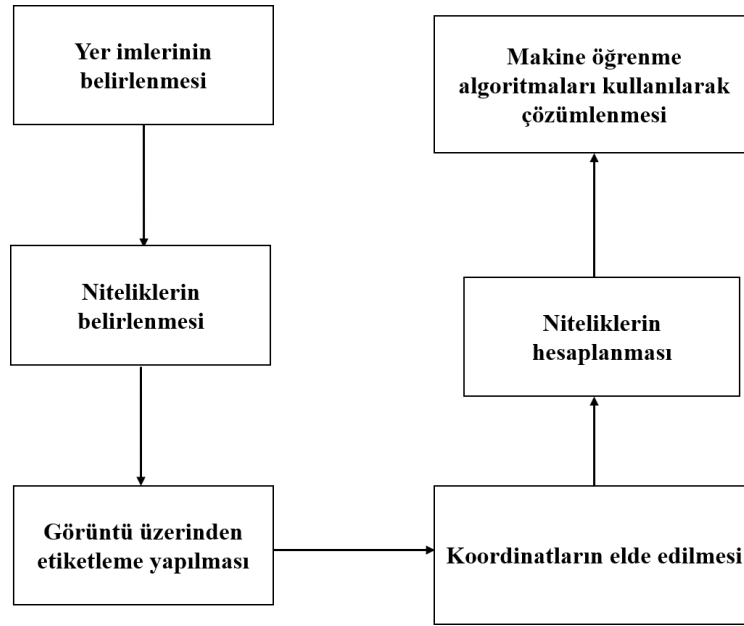 Yer imlerinin
belirlenmesi
Niteliklerin
belirlenmesi
Görüntü üzerinden
etiketleme yapılması
Koordinatların elde edilmesi
Niteliklerin
hesaplanması
Makine öğrenme
algoritmaları kullanılarak
çözümlenmesi